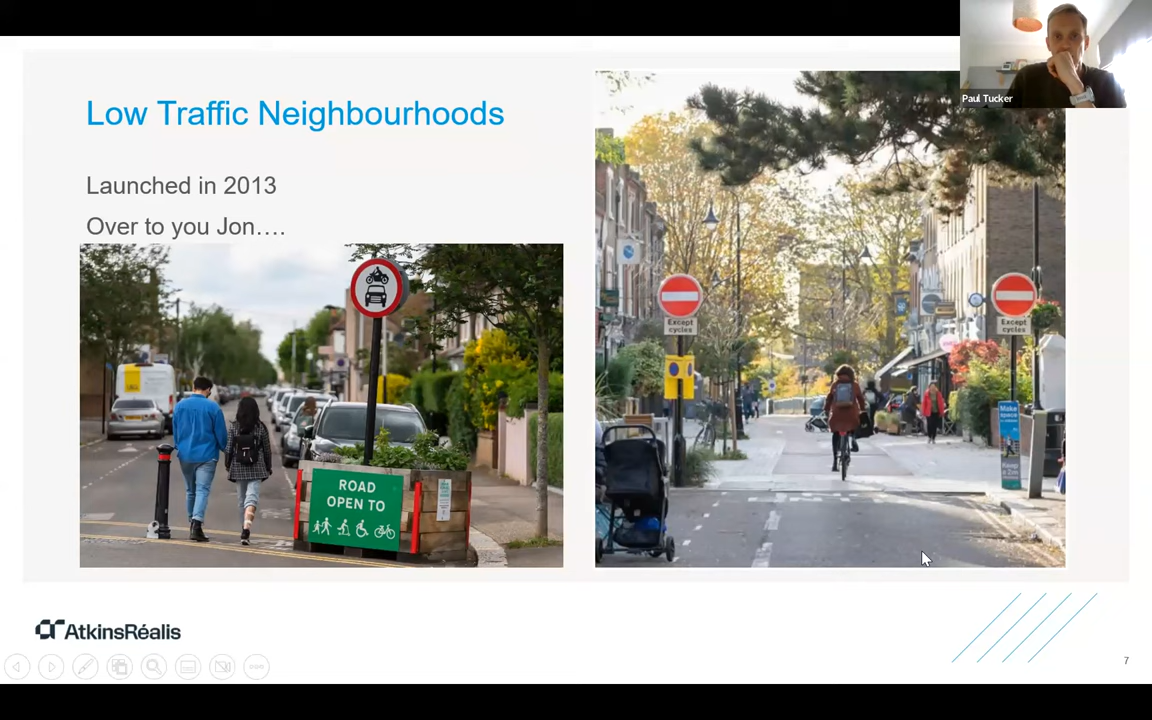 Low Traffic Neighbourhoods
Launched in 2013
Over to you Jon….
Paul Tucker
ROAD
OPEN TO
Except
cycles
Except
cycles
Make
space
AtkinsRéalis
7